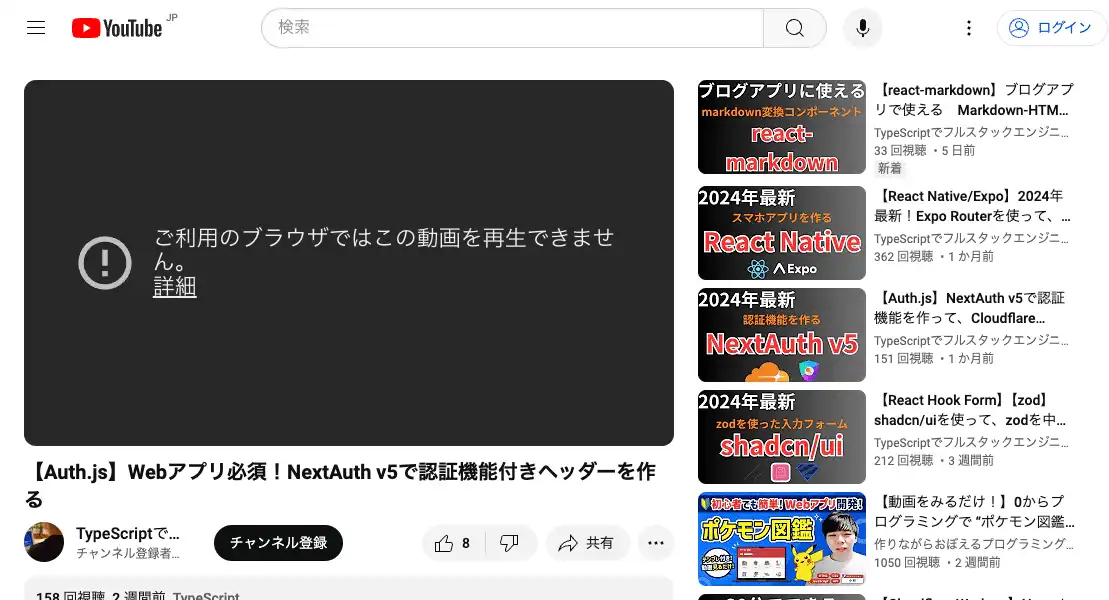 YouTube JP
検索
ログイン
ご利用のブラウザではこの動画を再生できませ
ん。
詳細
【Auth.js】Webアプリ必須！NextAuth v5で認証機能付きヘッダーを作
る
TypeScriptで…
チャンネル登録者…
チャンネル登録
8
共有
158 回視聴 2 週間前 TypeScript
ブログアプリに使える
markdown変換コンポーネント
react-
markdown
【react-markdown】ブログアプ
リで使える Markdown-HTM…
TypeScriptでフルスタックエンジニ…
33 回視聴 ・5 日前
新着
2024年最新
スマホアプリを作る
React Native
Expo
【React Native/Expo】2024年
最新！Expo Routerを使って、…
TypeScriptでフルスタックエンジニ…
362 回視聴 ・1 か月前
2024年最新
認証機能を作る
NextAuth v5
【Auth.js】NextAuth v5で認証
機能を作って、Cloudflare…
TypeScriptでフルスタックエンジニ…
151 回視聴 ・1 か月前
2024年最新
zodを使った入力フォーム
shadcn/ui
【React Hook Form】【zod】
shadcn/uiを使って、zodを中…
TypeScriptでフルスタックエンジニ…
212 回視聴 ・3 週間前
初心者でも簡単！Webアプリ開発！
ポケモン図鑑
【動画をみるだけ！】0からプ
ログラミングで “ポケモン図鑑…
作りながらおぼえるプログラミング…
1050 回視聴 ・2 週間前